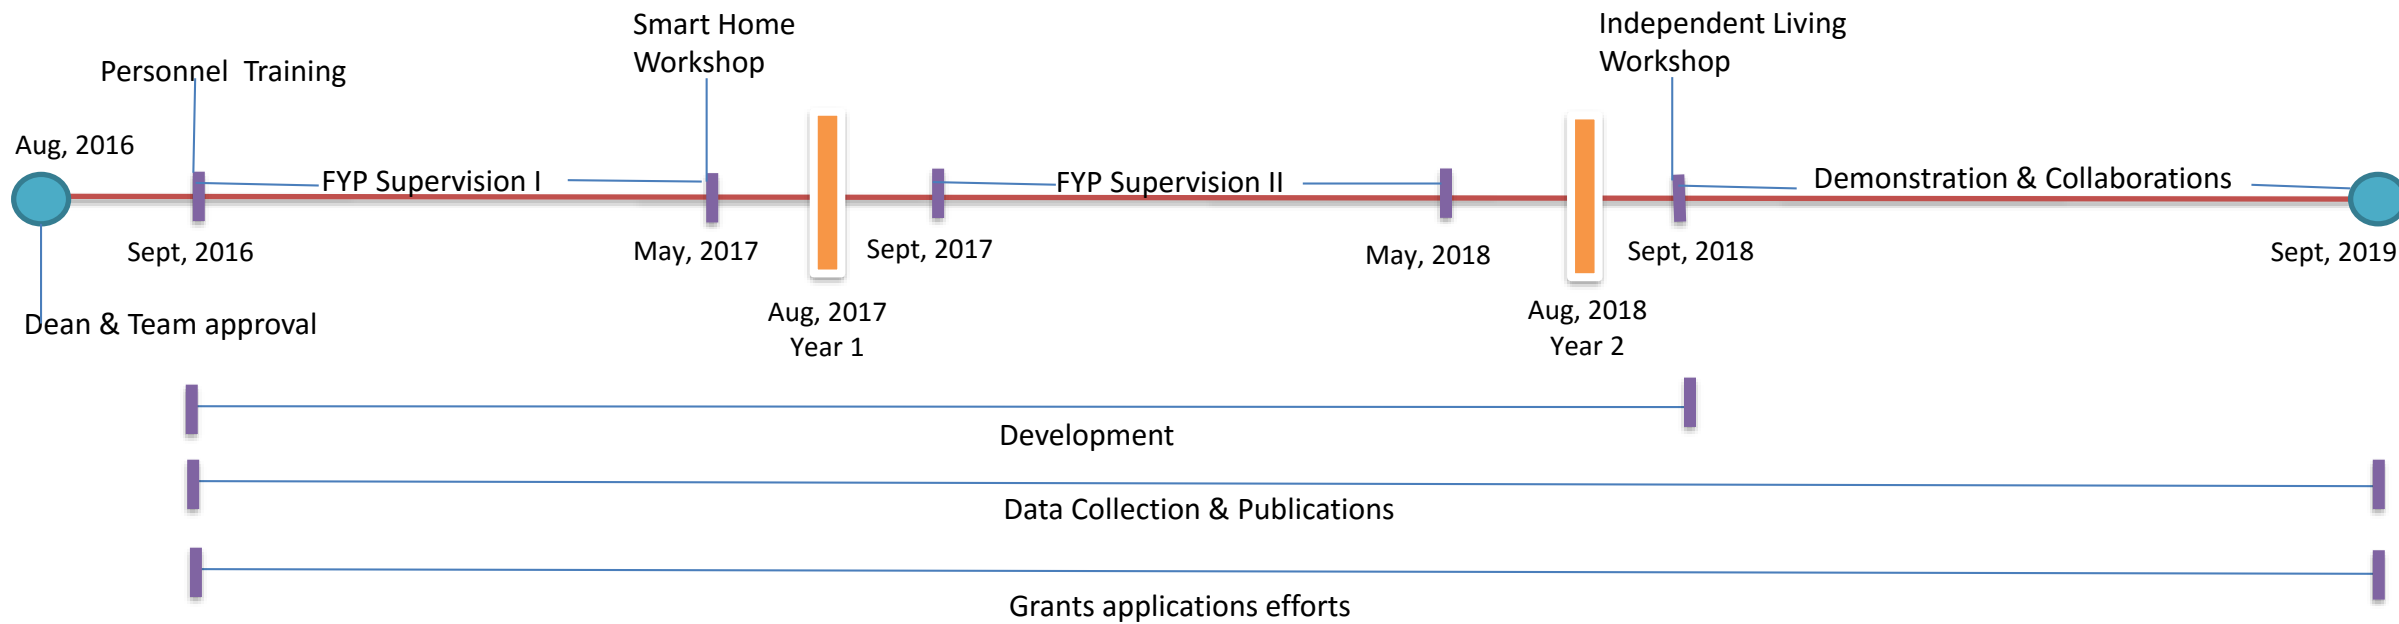 Smart Home
Workshop
Independent Living
Workshop
Personnel  Training
Aug, 2016
FYP Supervision I
FYP Supervision II
Demonstration & Collaborations
Sept, 2016
May, 2017
Sept, 2017
May, 2018
Sept, 2018
Sept, 2019
Dean & Team approval
Aug, 2017
Year 1
Aug, 2018
Year 2
Development
Data Collection & Publications
Grants applications efforts